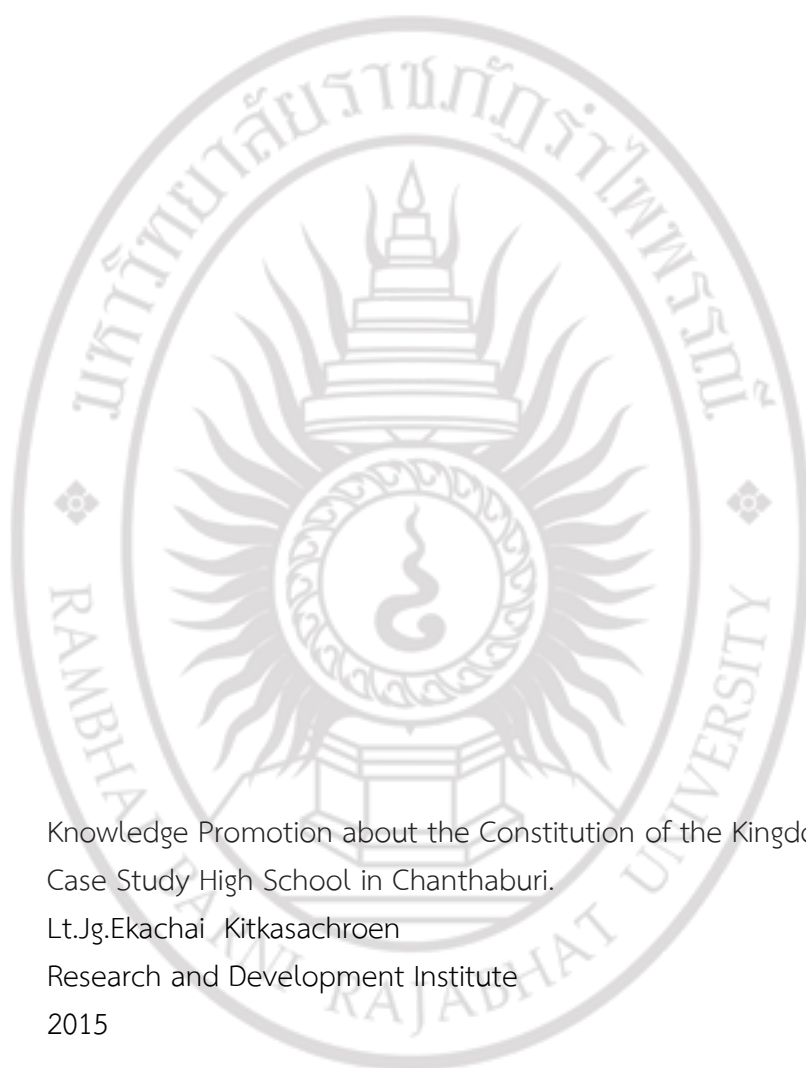 มหาวิทยาลัยราชภัฏรำไพพรรณี
Knowledge Promotion about the Constitution of the Kingdo
Case Study High School in Chanthaburi.
Lt.Jg.Ekachai Kitkasachroen
Research and Development Institute
2015
RAMBHAI BARNI RAJABHAT UNIVERSITY